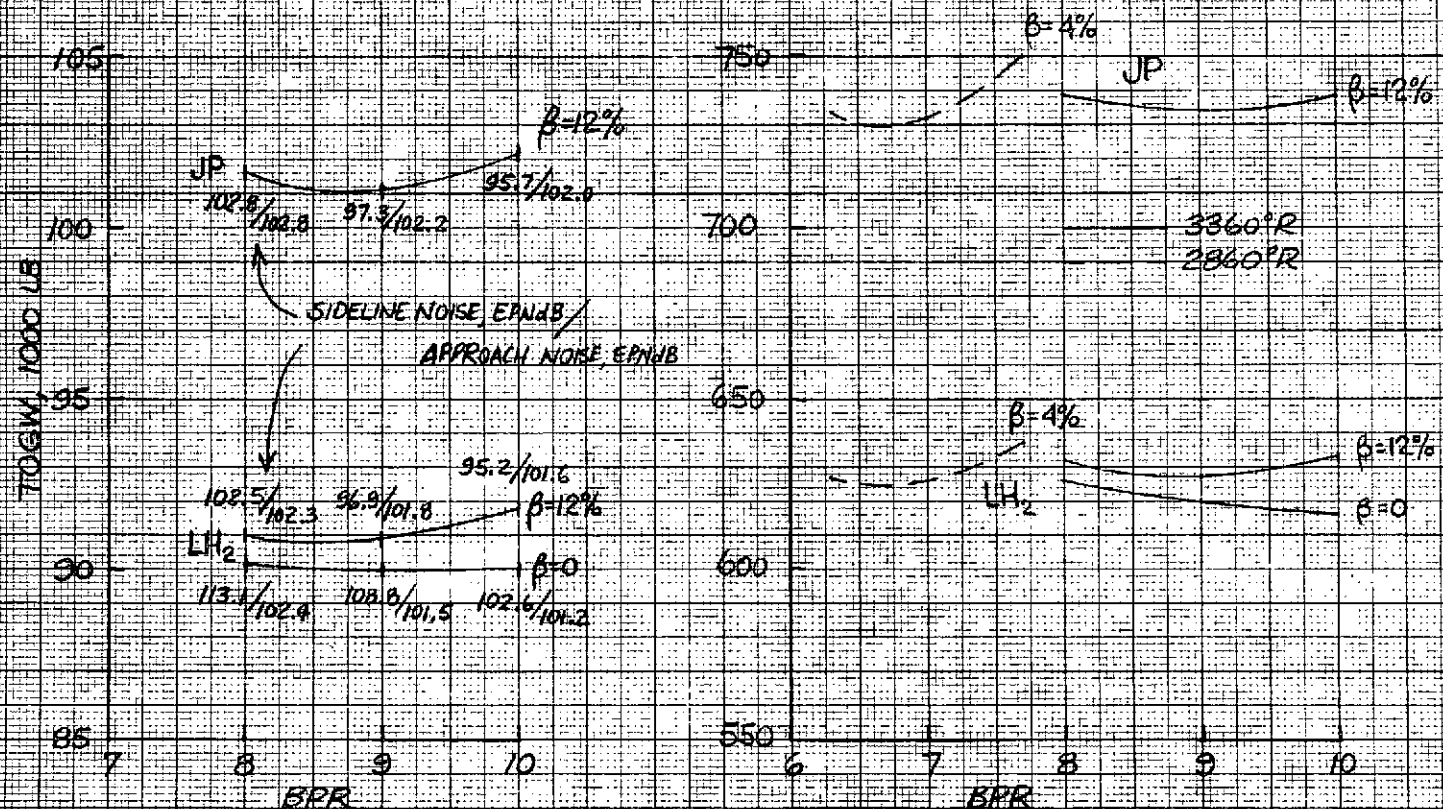 105
β=12%
JP
102.8/102.8
97.3/102.2
95.7/102.0
100
SIDELINE NOISE, EPNdB/
APPROACH NOISE, EPNdB
95
TOGW, 1000 LB
95.2/101.6
102.5/102.3
96.9/101.8
β=12%
LH2
90
β=0
113.1/102.4
108.8/101.5
102.6/101.2
85
7
8
9
10
BPR
β=4%
750
JP
β=12%
700
3360°R
2860°R
650
β=4%
β=12%
LH2
β=0
600
550
6
7
8
9
10
BPR